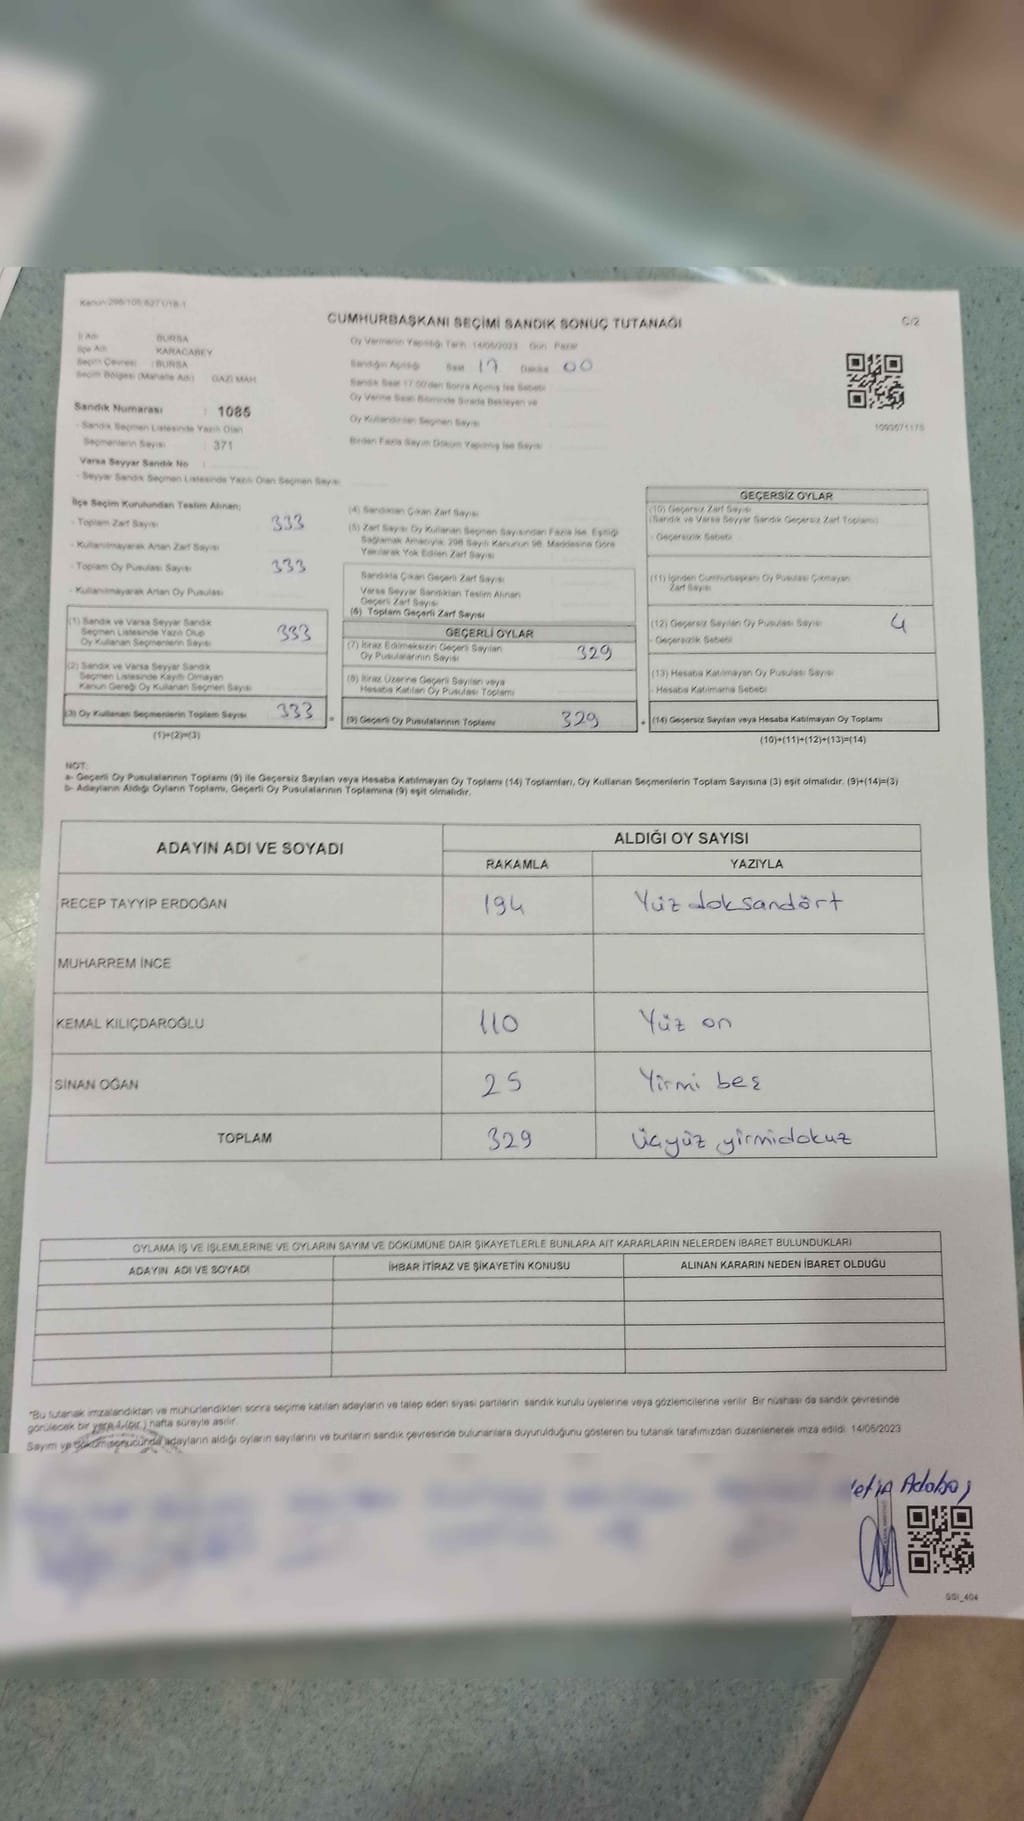 Kanun:298/105,6271/18-1
CUMHURBAŞKANI SEÇİMİ SANDIK SONUÇ TUTANAĞI
C/2
İl Adı : BURSA
İlçe Adı : KARACABEY
Seçim Çevresi : BURSA
Seçim Bölgesi (Mahalle Adı) : GAZİ MAH.
Sandık Numarası : 1085
- Sandık Seçmen Listesinde Yazılı Olan
Seçmenlerin Sayısı : 371
Varsa Seyyar Sandık No :
- Seyyar Sandık Seçmen Listesinde Yazılı Olan Seçmen Sayısı
Oy Vermenin Yapıldığı Tarih 14/05/2023 Gün Pazar
Sandığın Açılışı Saat 17 Dakika 00
Sandık Saat 17:00'den Sonra Açılmış İse Sebebi
Oy Verme Saati Bitiminde Sırada Bekleyen ve
Oy Kullandırılan Seçmen Sayısı
Birden Fazla Sayım Döküm Yapılmış İse Sayısı
1093571175
İlçe Seçim Kurulundan Teslim Alınan;
- Toplam Zarf Sayısı 333
- Kullanılmayarak Artan Zarf Sayısı
- Toplam Oy Pusulası Sayısı 333
- Kullanılmayarak Artan Oy Pusulası
(1) Sandık ve Varsa Seyyar Sandık
Seçmen Listesinde Yazılı Olup
Oy Kullanan Seçmenlerin Sayısı 333
(2) Sandık ve Varsa Seyyar Sandık
Seçmen Listesinde Kayıtlı Olmayan
Kanun Gereği Oy Kullanan Seçmen Sayısı
(3) Oy Kullanan Seçmenlerin Toplam Sayısı 333
(1)+(2)=(3)
(4) Sandıktan Çıkan Zarf Sayısı
(5) Zarf Sayısı Oy Kullanan Seçmen Sayısından Fazla İse, Eşitliği
Sağlamak Amacıyla, 298 Sayılı Kanunun 98. Maddesine Göre
Yakılarak Yok Edilen Zarf Sayısı
Sandıkta Çıkan Geçerli Zarf Sayısı
Varsa Seyyar Sandıktan Teslim Alınan
Geçerli Zarf Sayısı
(6) Toplam Geçerli Zarf Sayısı
GEÇERLİ OYLAR
(7) İtiraz Edilmeksizin Geçerli Sayılan
Oy Pusulalarının Sayısı 329
(8) İtiraz Üzerine Geçerli Sayılan veya
Hesaba Katılan Oy Pusulası Toplamı
= (9) Geçerli Oy Pusulalarının Toplamı 329 +
GEÇERSİZ OYLAR
(10) Geçersiz Zarf Sayısı
(Sandık ve Varsa Seyyar Sandık Geçersiz Zarf Toplamı)
- Geçersizlik Sebebi
(11) İçinden Cumhurbaşkanı Oy Pusulası Çıkmayan
Zarf Sayısı
(12) Geçersiz Sayılan Oy Pusulası Sayısı 4
- Geçersizlik Sebebi
(13) Hesaba Katılmayan Oy Pusulası Sayısı
- Hesaba Katılmama Sebebi
(14) Geçersiz Sayılan veya Hesaba Katılmayan Oy Toplamı
(10)+(11)+(12)+(13)=(14)
NOT:
a- Geçerli Oy Pusulalarının Toplamı (9) ile Geçersiz Sayılan veya Hesaba Katılmayan Oy Toplamı (14) Toplamları, Oy Kullanan Seçmenlerin Toplam Sayısına (3) eşit olmalıdır. (9)+(14)=(3)
b- Adayların Aldığı Oyların Toplamı, Geçerli Oy Pusulalarının Toplamına (9) eşit olmalıdır.
ADAYIN ADI VE SOYADI
ALDIĞI OY SAYISI
RAKAMLA YAZIYLA
RECEP TAYYİP ERDOĞAN 194 Yüz doksandört
MUHARREM İNCE
KEMAL KILIÇDAROĞLU 110 Yüz on
SİNAN OĞAN 25 Yirmi beş
TOPLAM 329 Üçyüz yirmidokuz
OYLAMA İŞ VE İŞLEMLERİNE VE OYLARIN SAYIM VE DÖKÜMÜNE DAİR ŞİKAYETLERLE BUNLARA AİT KARARLARIN NELERDEN İBARET BULUNDUKLARI
ADAYIN ADI VE SOYADI İHBAR İTİRAZ VE ŞİKAYETİN KONUSU ALINAN KARARIN NEDEN İBARET OLDUĞU
*Bu tutanak imzalandıktan ve mühürlendikten sonra seçime katılan adayların ve talep eden siyasi partilerin sandık kurulu üyelerine veya gözlemcilerine verilir. Bir nüshası da sandık çevresinde
görülecek bir yere 1 (bir) hafta süreyle asılır.
Sayım ve döküm sonucunda adayların aldığı oyların sayılarını ve bunların sandık çevresinde bulunanlara duyurulduğunu gösteren bu tutanak tarafımızdan düzenlenerek imza edildi. 14/05/2023
SSI_404